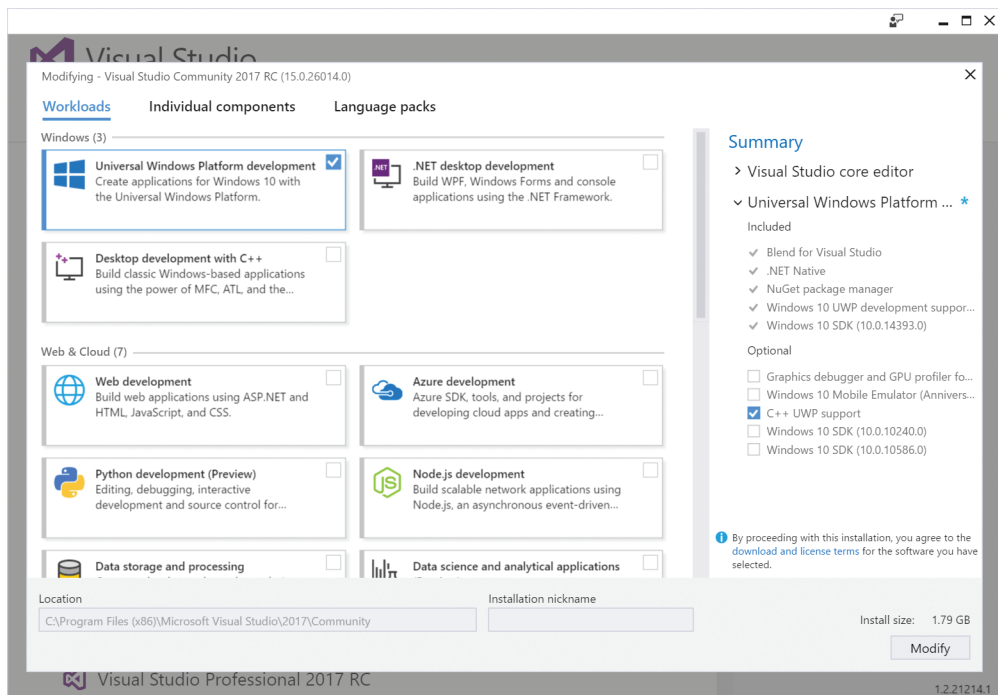 Visual Studio
Modifying - Visual Studio Community 2017 RC (15.0.26014.0)
Workloads
Individual components
Language packs
Windows (3)
Universal Windows Platform development
Create applications for Windows 10 with
the Universal Windows Platform.
.NET
.NET desktop development
Build WPF, Windows Forms and console
applications using the .NET Framework.
Desktop development with C++
Build classic Windows-based applications
using the power of MFC, ATL, and the...
Web & Cloud (7)
Web development
Build web applications using ASP.NET and
HTML, JavaScript, and CSS.
Azure development
Azure SDK, tools, and projects for
developing cloud apps and creating...
Python development (Preview)
Editing, debugging, interactive
development and source control for...
Node.js development
Build scalable network applications using
Node.js, an asynchronous event-driven...
Data storage and processing
Data science and analytical applications
Summary
Visual Studio core editor
Universal Windows Platform ... *
Included
Blend for Visual Studio
.NET Native
NuGet package manager
Windows 10 UWP development suppor...
Windows 10 SDK (10.0.14393.0)
Optional
Graphics debugger and GPU profiler fo...
Windows 10 Mobile Emulator (Annivers...
C++ UWP support
Windows 10 SDK (10.0.10240.0)
Windows 10 SDK (10.0.10586.0)
By proceeding with this installation, you agree to the
download and license terms for the software you have
selected.
Location
C:\Program Files (x86)\Microsoft Visual Studio\2017\Community
Installation nickname
Install size: 1.79 GB
Modify
Visual Studio Professional 2017 RC
1.2.21214.1